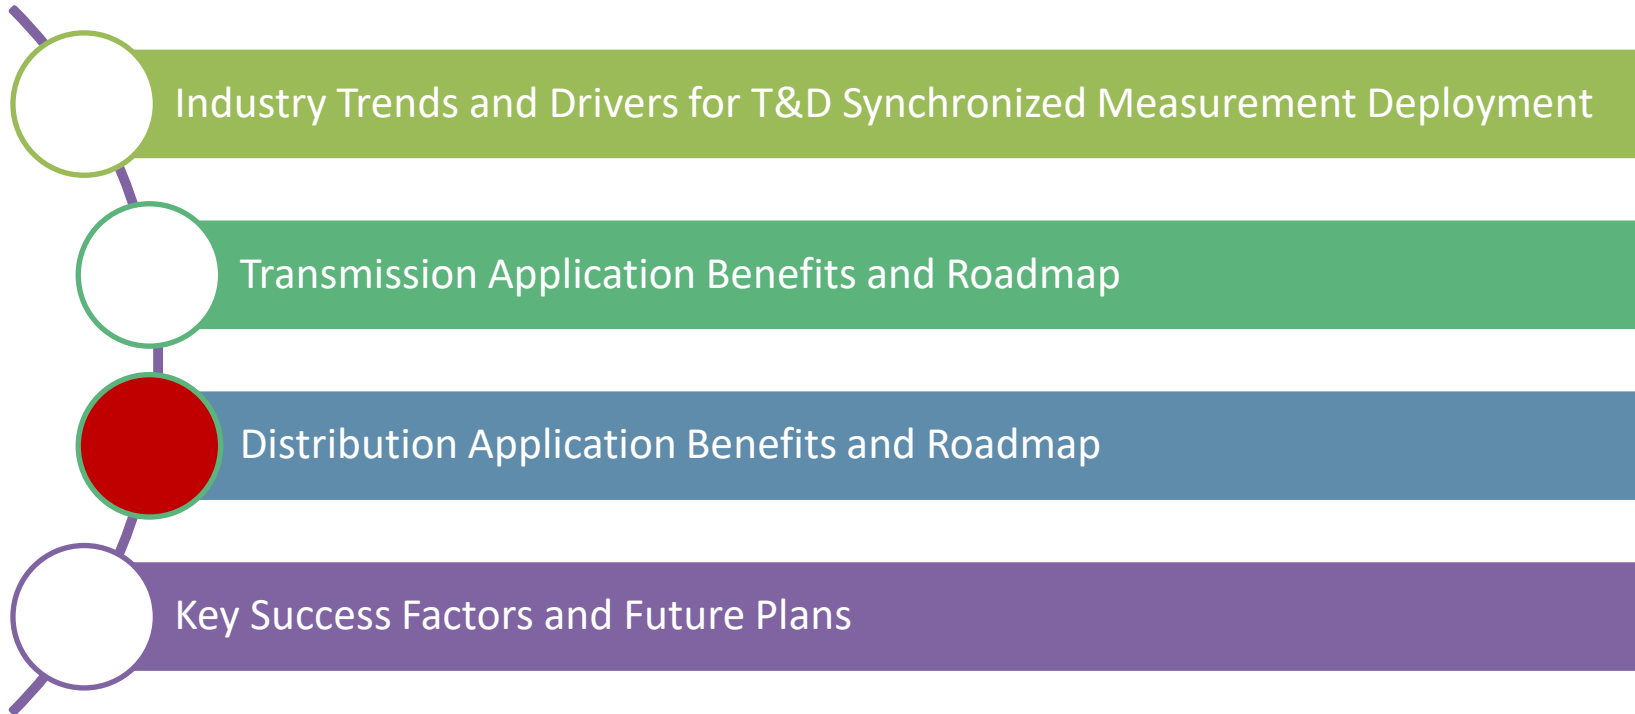 Industry Trends and Drivers for T&D Synchronized Measurement Deployment
Transmission Application Benefits and Roadmap
Distribution Application Benefits and Roadmap
Key Success Factors and Future Plans